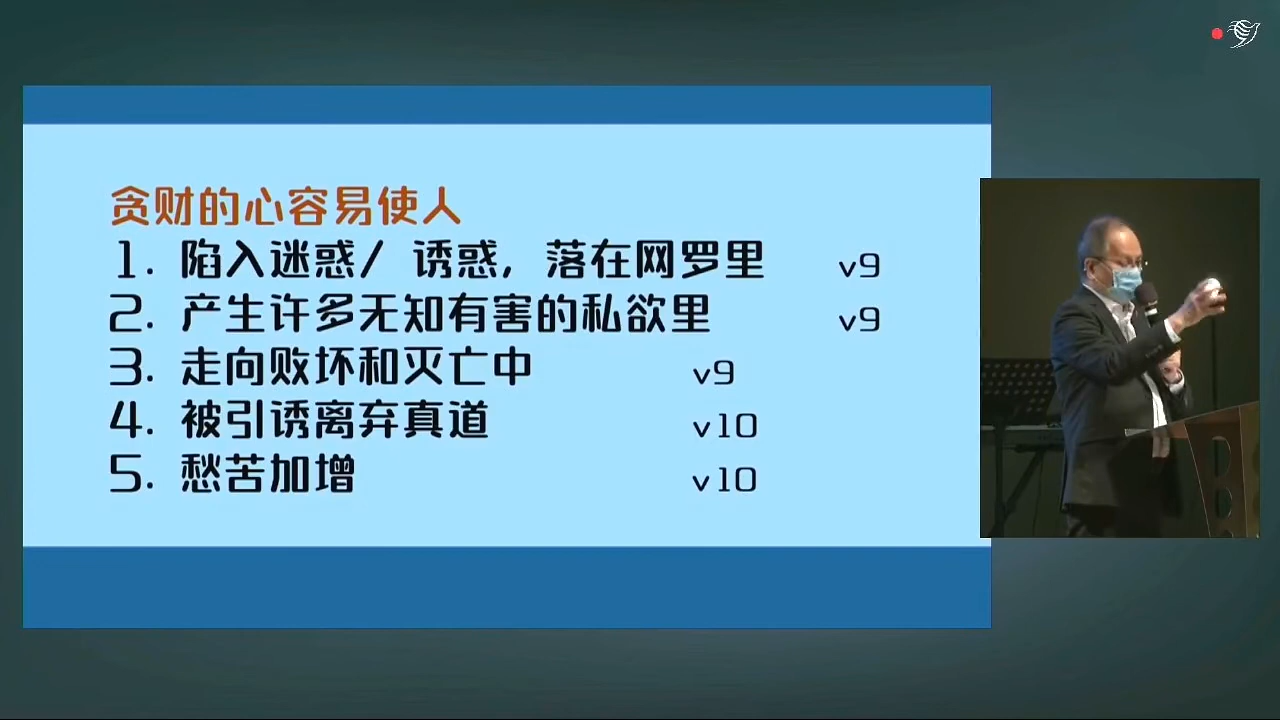 贪财的心容易使人
1. 陷入迷惑/ 诱惑，落在网罗里 v9
2. 产生许多无知有害的私欲里 v9
3. 走向败坏和灭亡中 v9
4. 被引诱离弃真道 v10
5. 愁苦加增 v10